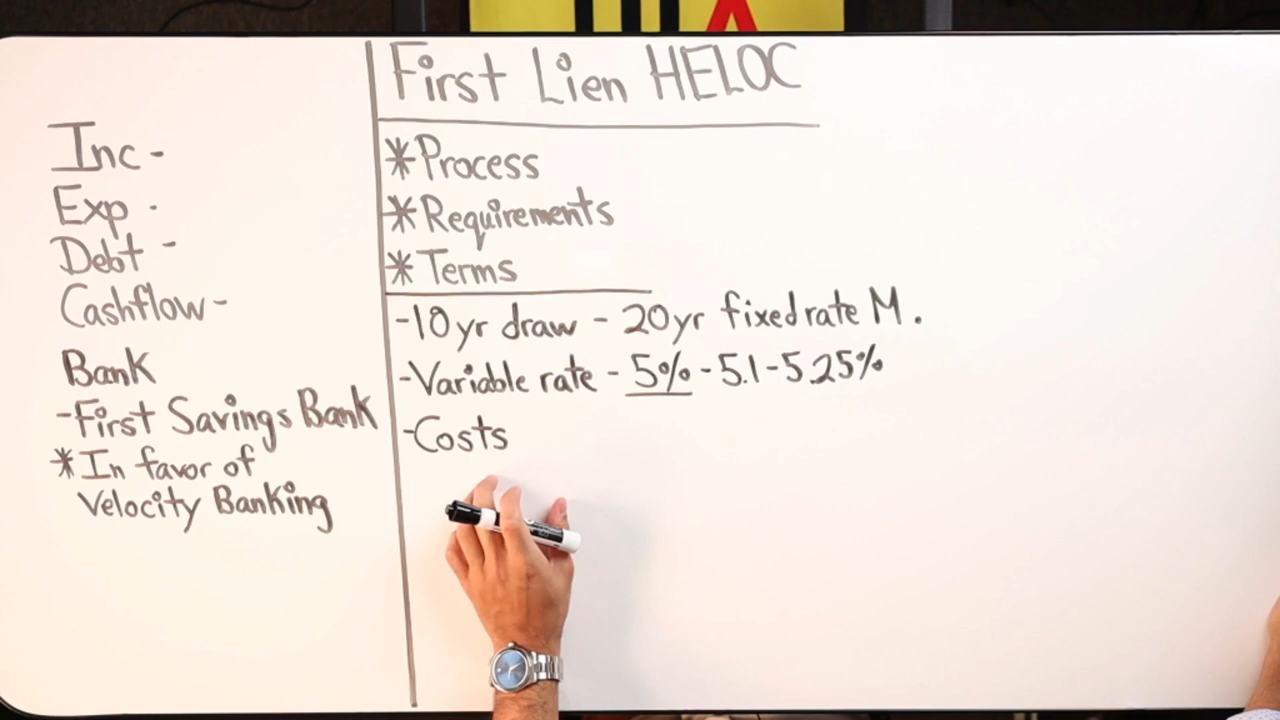 Inc -
Exp -
Debt -
Cashflow -
Bank
- First Savings Bank
* In favor of
Velocity Banking
First Lien HELOC
* Process
* Requirements
* Terms
- 10 yr draw - 20 yr fixed rate M.
- Variable rate - 5% - 5.1 - 5.25%
- Costs